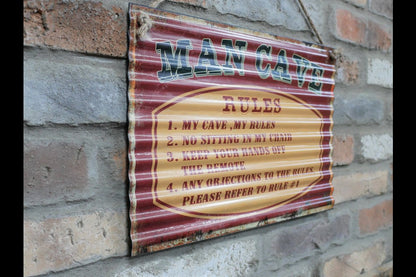 MAN CAVE
RULES
1. MY CAVE ,MY RULES
2. NO SITTING IN MY CHAIR
3. KEEP YOUR HANDS OFF
THE REMOTE
4. ANY OBJECTIONS TO THE RULES
PLEASE REFER TO RULE #1